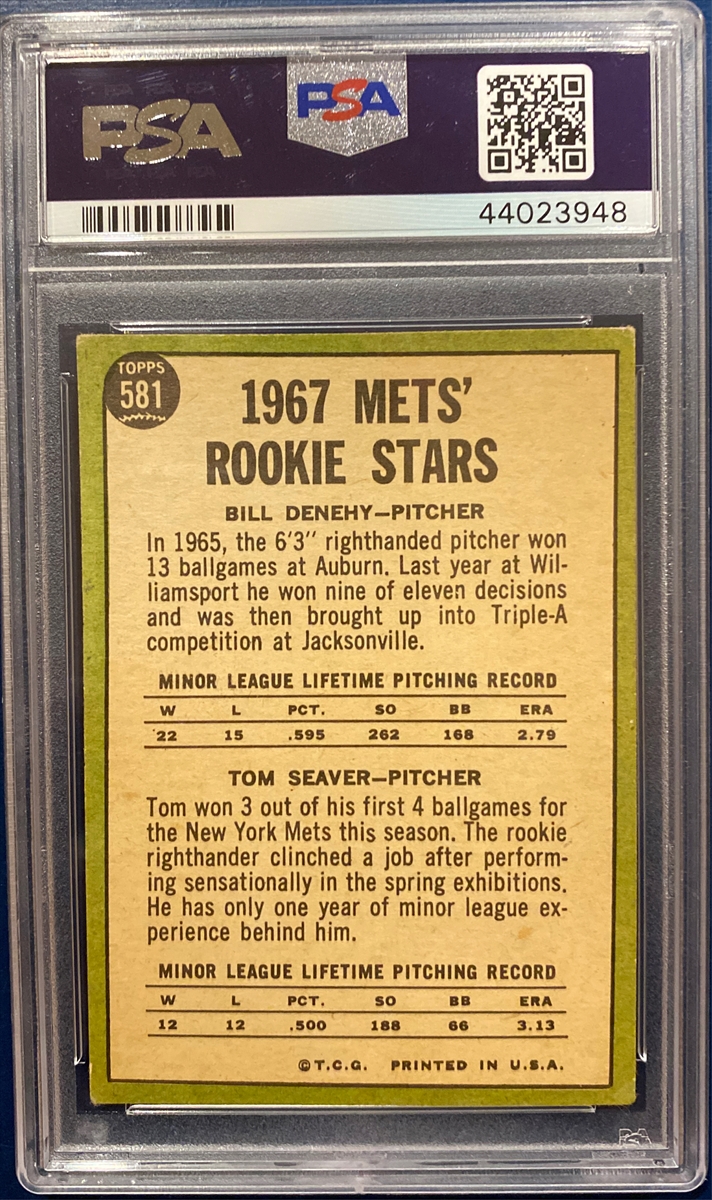 PSA
PSA
44023948
TOPPS
581
1967 METS'
ROOKIE STARS
BILL DENEHY–PITCHER
In 1965, the 6'3" righthanded pitcher won
13 ballgames at Auburn. Last year at Wil-
liamsport he won nine of eleven decisions
and was then brought up into Triple-A
competition at Jacksonville.
MINOR LEAGUE LIFETIME PITCHING RECORD
W L PCT. SO BB ERA
22 15 .595 262 168 2.79
TOM SEAVER–PITCHER
Tom won 3 out of his first 4 ballgames for
the New York Mets this season. The rookie
righthander clinched a job after perform-
ing sensationally in the spring exhibitions.
He has only one year of minor league ex-
perience behind him.
MINOR LEAGUE LIFETIME PITCHING RECORD
W L PCT. SO BB ERA
12 12 .500 188 66 3.13
©T.C.G. PRINTED IN U.S.A.
PSA